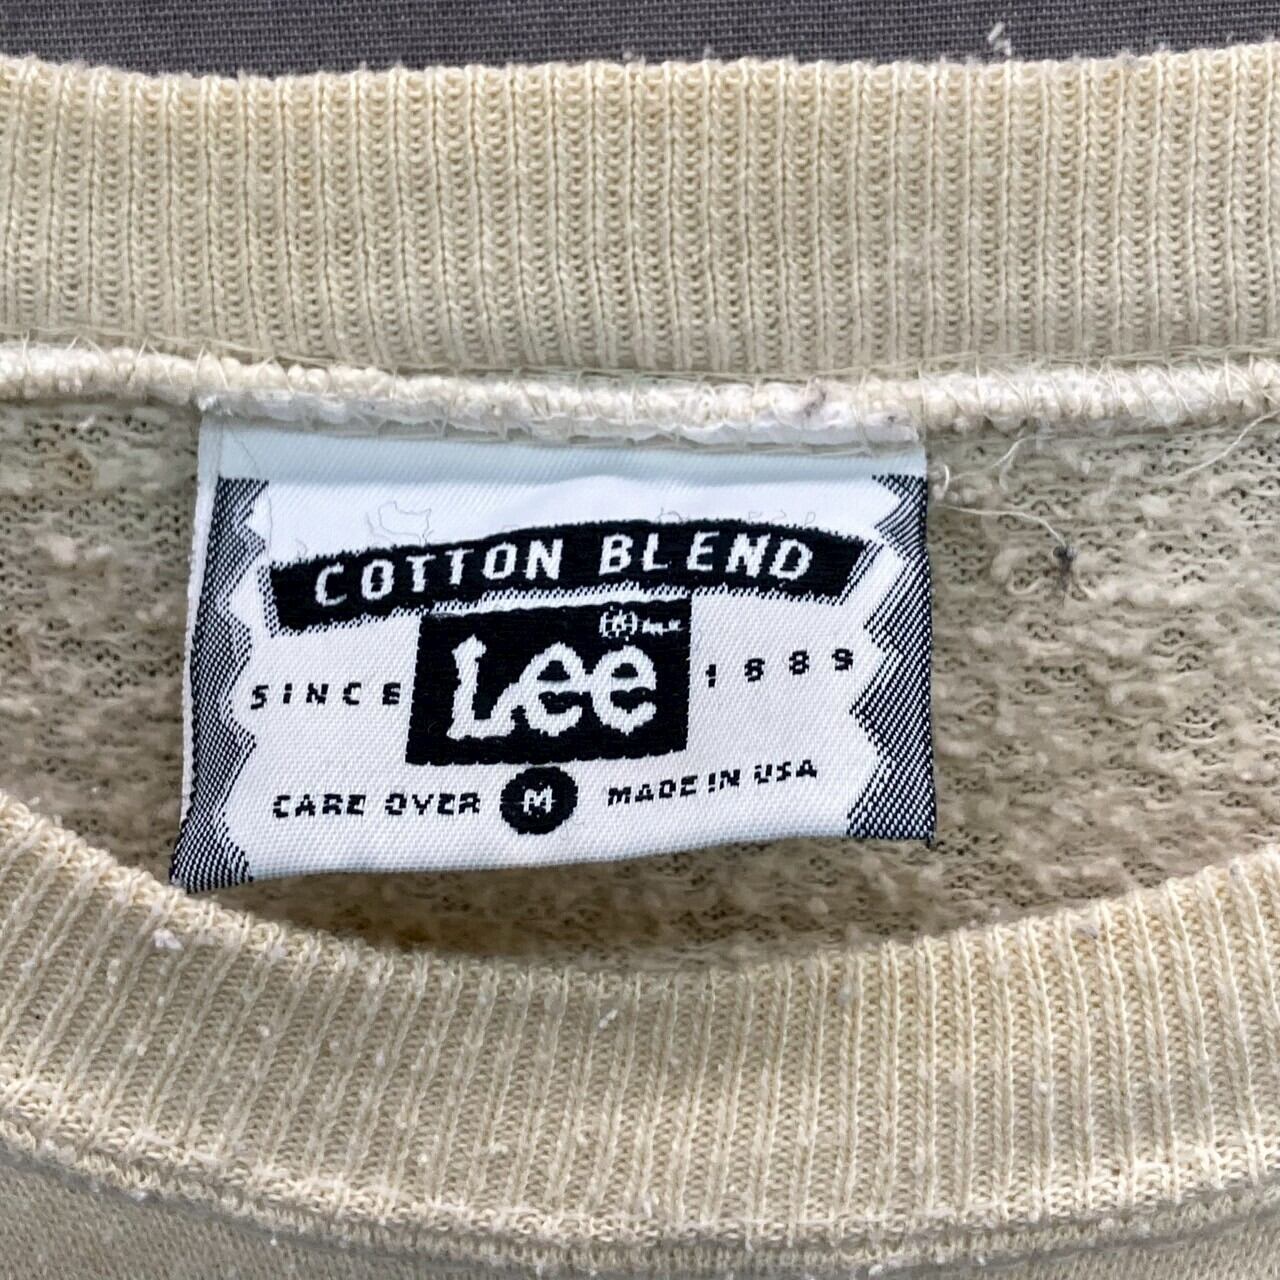 COTTON BLEND
Lee
SINCE 1889
CARE OVER M MADE IN USA